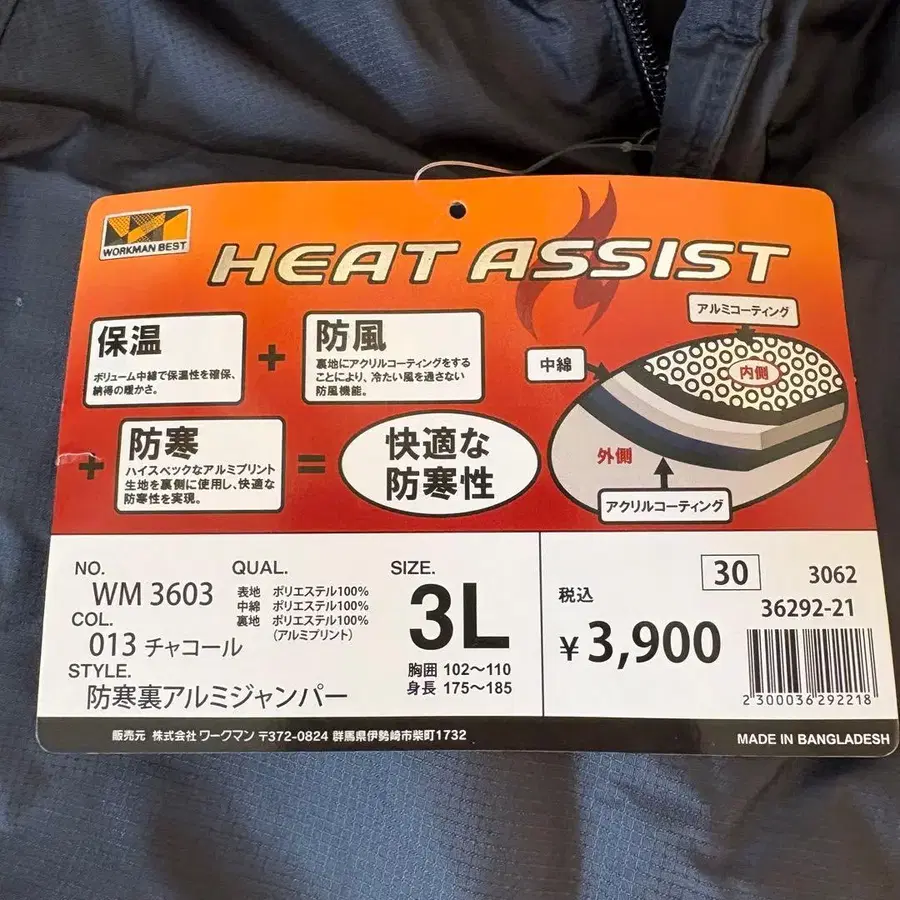 WORKMAN BEST
HEAT ASSIST
保温
ボリューム中綿で保温性を確保、
納得の暖かさ。
+
防風
裏地にアクリルコーティングをする
ことにより、冷たい風を通さない
防風機能。
+
防寒
ハイスペックなアルミプリント
生地を裏側に使用し、快適な
防寒性を実現。
=
快適な
防寒性
アルミコーティング
中綿
内側
外側
アクリルコーティング
NO.
WM 3603
COL.
013 チャコール
STYLE.
防寒裏アルミジャンパー
QUAL.
表地 ポリエステル100%
中綿 ポリエステル100%
裏地 ポリエステル100%
(アルミプリント)
SIZE.
3L
胸囲 102～110
身長 175～185
税込
¥3,900
30
3062
36292-21
2300036292218
販売元 株式会社 ワークマン 〒372-0824 群馬県伊勢崎市柴町1732
MADE IN BANGLADESH